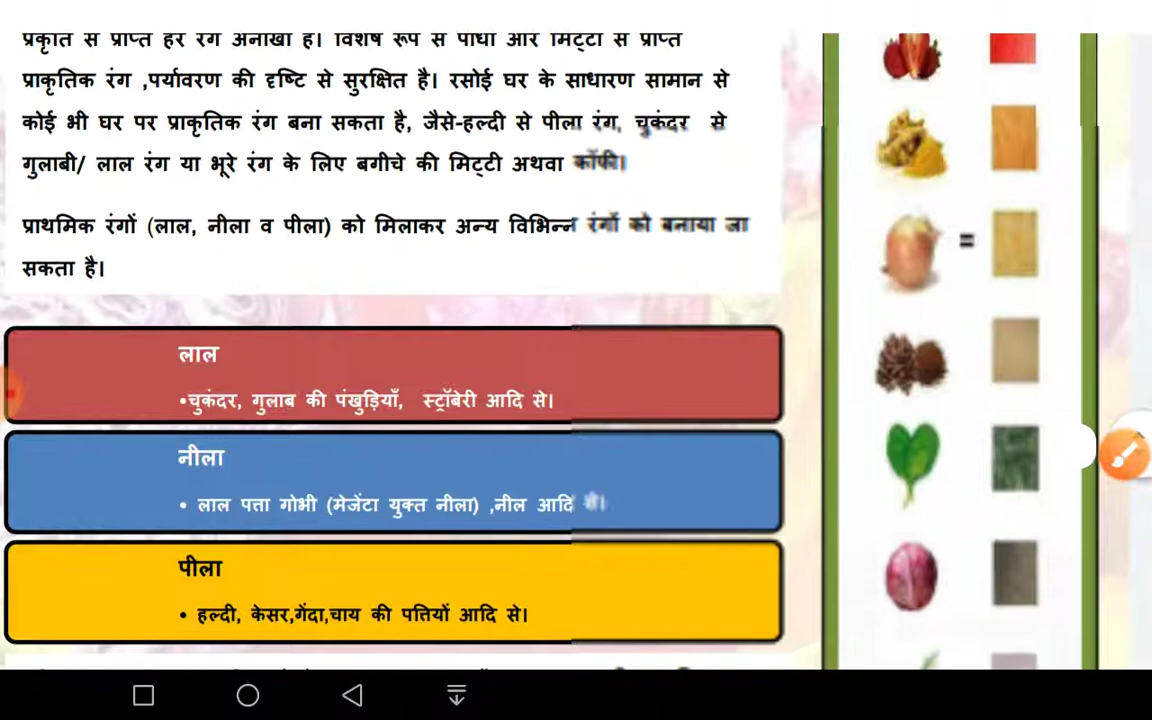 प्रकृति से प्राप्त हर रंग अनोखा है। विशेष रूप से पौधों और मिट्टी से प्राप्त
प्राकृतिक रंग ,पर्यावरण की दृष्टि से सुरक्षित है। रसोई घर के साधारण सामान से
कोई भी घर पर प्राकृतिक रंग बना सकता है, जैसे-हल्दी से पीला रंग, चुकंदर से
गुलाबी/ लाल रंग या भूरे रंग के लिए बगीचे की मिट्टी अथवा कॉफी।
प्राथमिक रंगों (लाल, नीला व पीला) को मिलाकर अन्य विभिन्न रंगों को बनाया जा
सकता है।
लाल
•चुकंदर, गुलाब की पंखुड़ियाँ, स्ट्रॉबेरी आदि से।
नीला
• लाल पत्ता गोभी (मेजेंटा युक्त नीला) ,नील आदि से।
पीला
• हल्दी, केसर,गेंदा,चाय की पत्तियों आदि से।
=